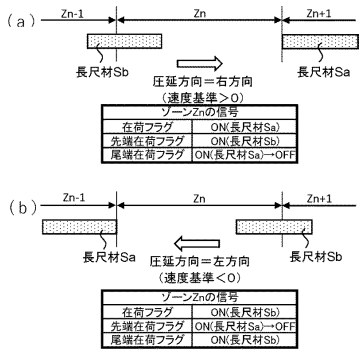 (a)
Zn-1 Zn Zn+1
長尺材Sb 長尺材Sa
圧延方向=右方向
(速度基準>0)
ゾーンZnの信号
在荷フラグ ON(長尺材Sa)
先端在荷フラグ ON(長尺材Sb)
尾端在荷フラグ ON(長尺材Sa)→OFF
(b)
Zn-1 Zn Zn+1
長尺材Sa 長尺材Sb
圧延方向=左方向
(速度基準<0)
ゾーンZnの信号
在荷フラグ ON(長尺材Sb)
先端在荷フラグ ON(長尺材Sa)→OFF
尾端在荷フラグ ON(長尺材Sb)